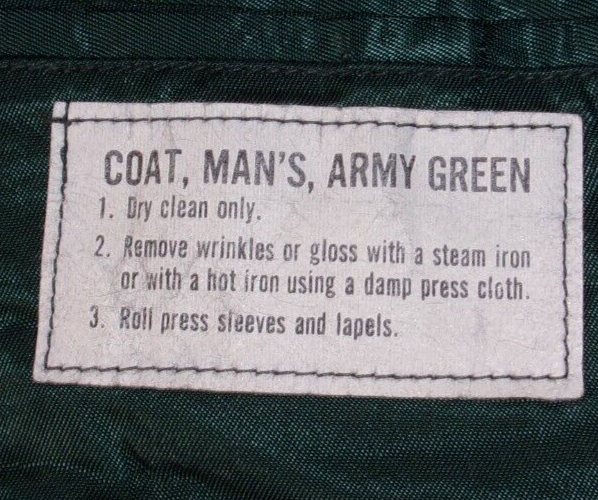 COAT, MAN'S, ARMY GREEN
1. Dry clean only.
2. Remove wrinkles or gloss with a steam iron
or with a hot iron using a damp press cloth.
3. Roll press sleeves and lapels.